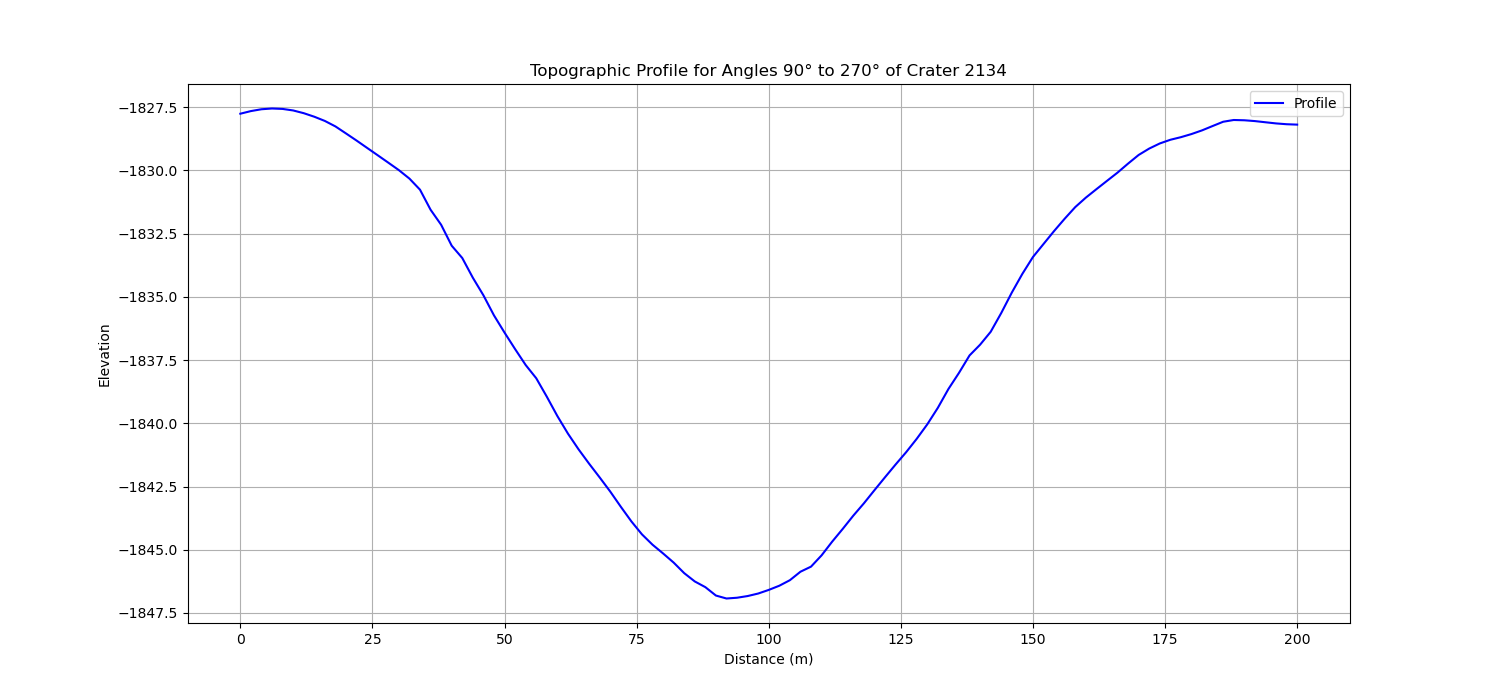 Topographic Profile for Angles 90° to 270° of Crater 2134
Profile
Elevation
−1827.5
−1830.0
−1832.5
−1835.0
−1837.5
−1840.0
−1842.5
−1845.0
−1847.5
0 25 50 75 100 125 150 175 200
Distance (m)